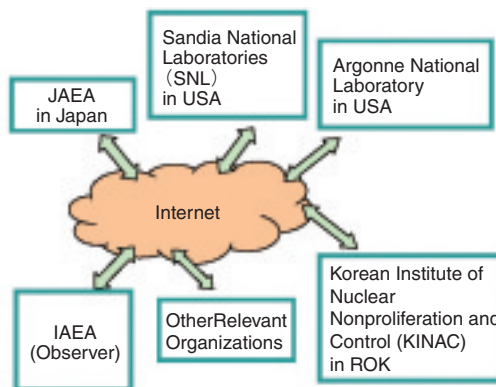 Sandia National
Laboratories
（SNL）
in USA
Argonne National
Laboratory
in USA
JAEA
in Japan
Internet
IAEA
(Observer)
OtherRelevant
Organizations
Korean Institute of
Nuclear
Nonproliferation and
Control (KINAC)
in ROK